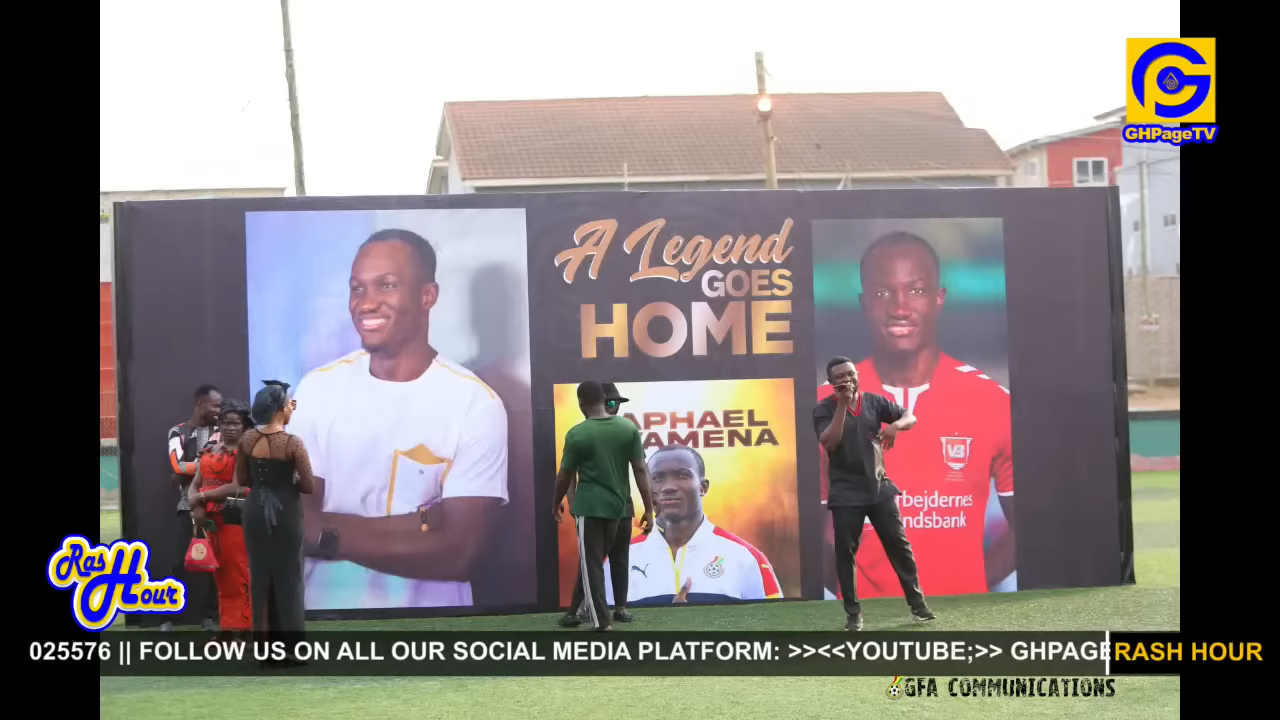 GHPageTV
A Legend
GOES
HOME
APHAEL
AMENA
VB
rbejdernes
ndsbank
Ras Hour
025576 || FOLLOW US ON ALL OUR SOCIAL MEDIA PLATFORM: >><<YOUTUBE;>> GHPAGE
RASH HOUR
GFA COMMUNICATIONS